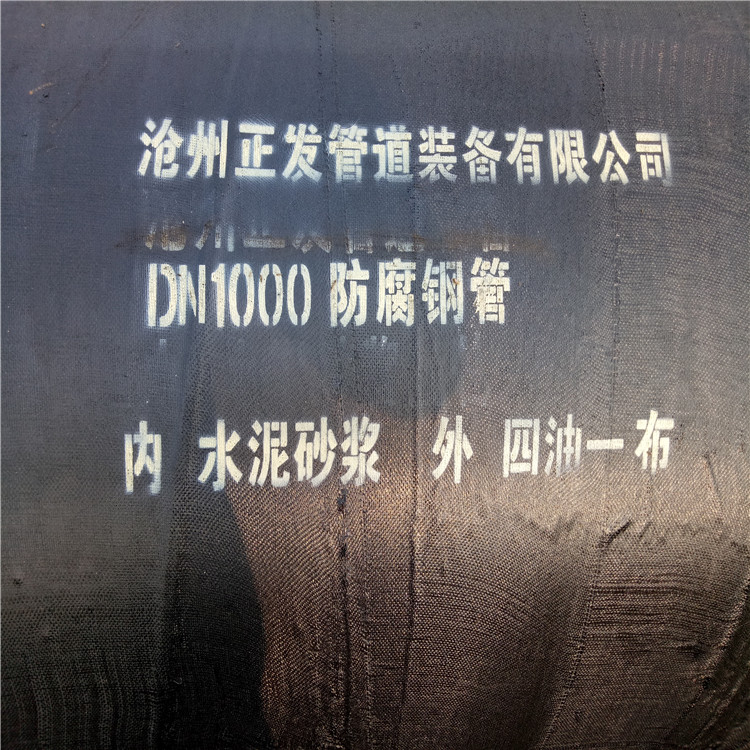 沧州正发管道装备有限公司
DN1000 防腐钢管
内 水泥砂浆 外 四油一布